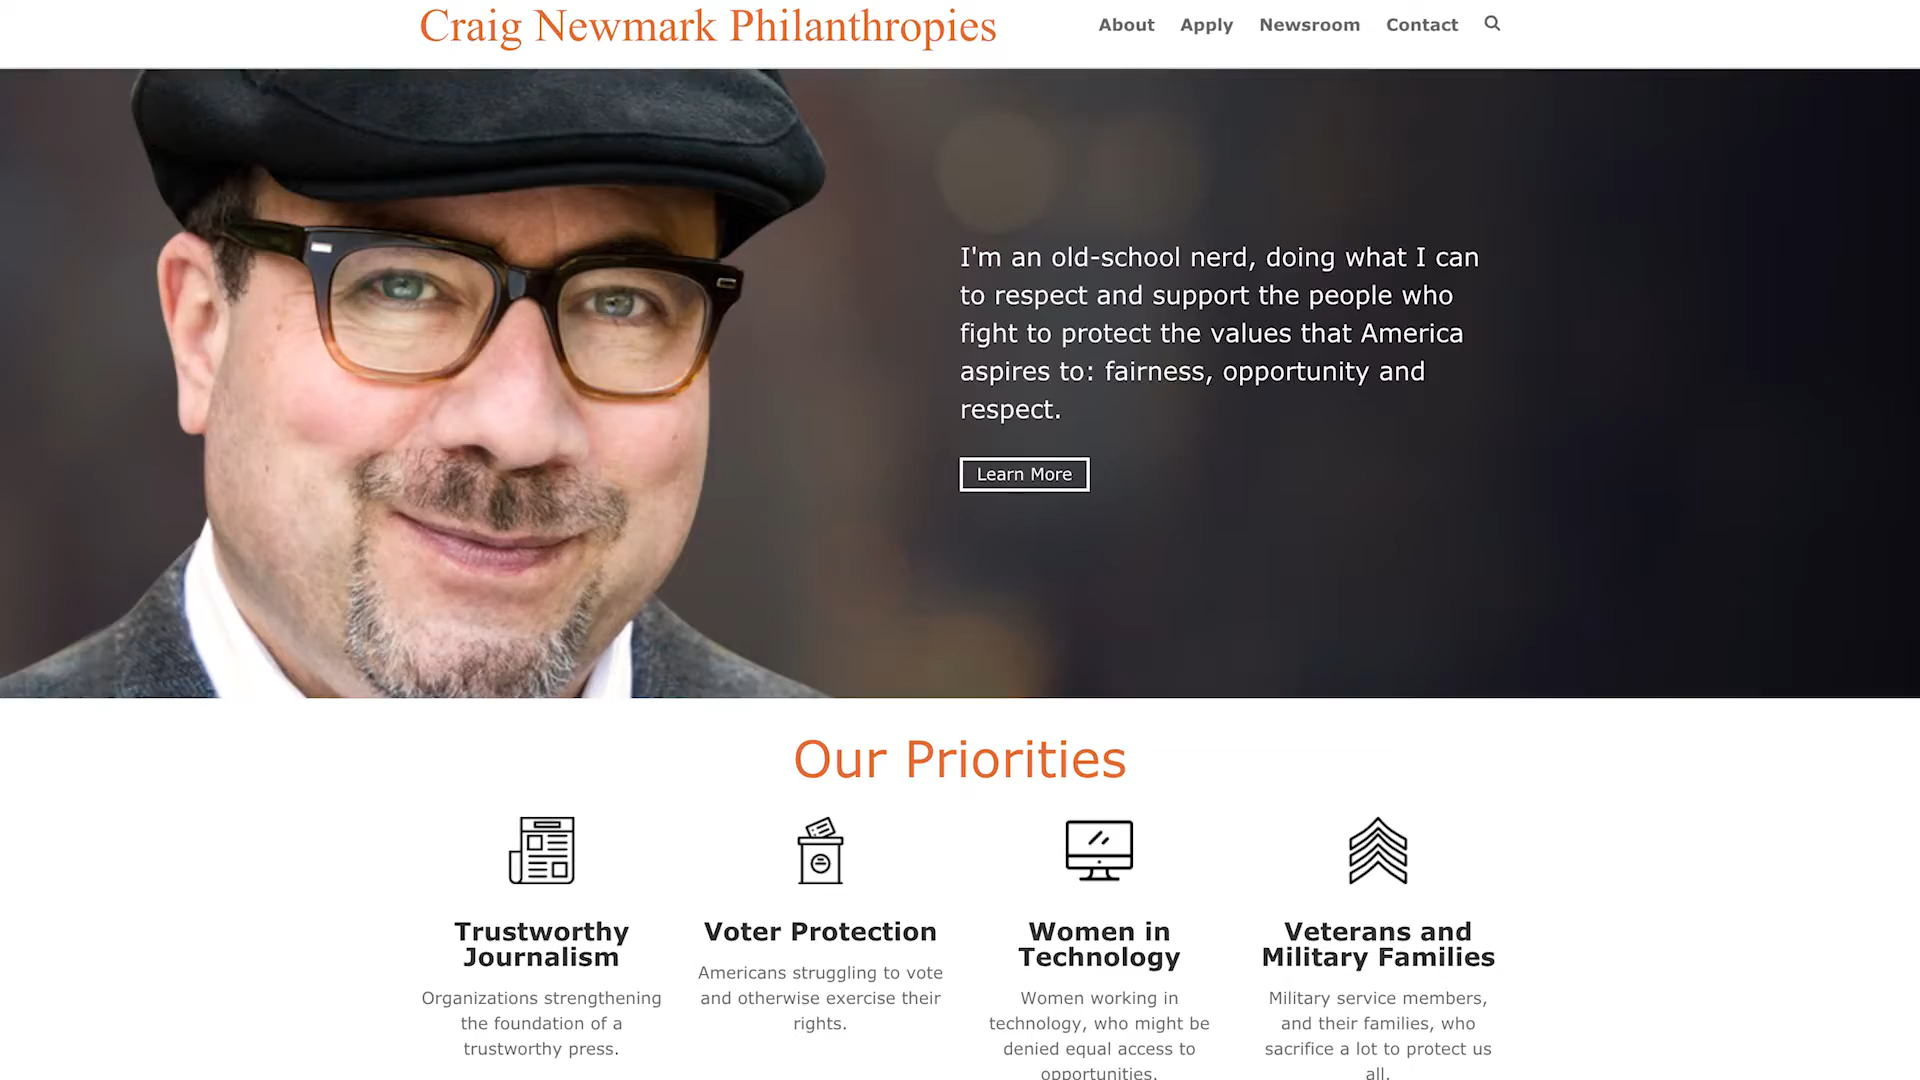 Craig Newmark Philanthropies
About Apply Newsroom Contact
I'm an old-school nerd, doing what I can
to respect and support the people who
fight to protect the values that America
aspires to: fairness, opportunity and
respect.
Learn More
Our Priorities
Trustworthy
Journalism
Organizations strengthening
the foundation of a
trustworthy press.
Voter Protection
Americans struggling to vote
and otherwise exercise their
rights.
Women in
Technology
Women working in
technology, who might be
denied equal access to
opportunities.
Veterans and
Military Families
Military service members,
and their families, who
sacrifice a lot to protect us
all.